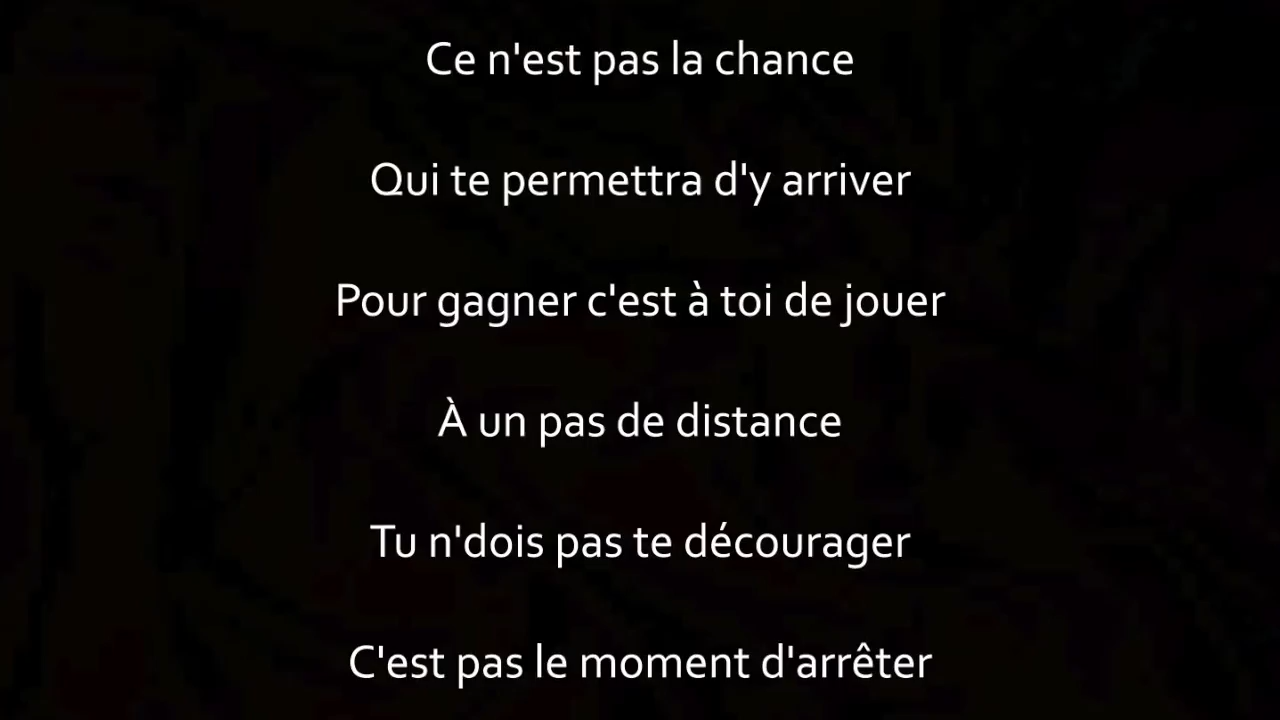 Ce n'est pas la chance
Qui te permettra d'y arriver
Pour gagner c'est à toi de jouer
À un pas de distance
Tu n'dois pas te décourager
C'est pas le moment d'arrêter